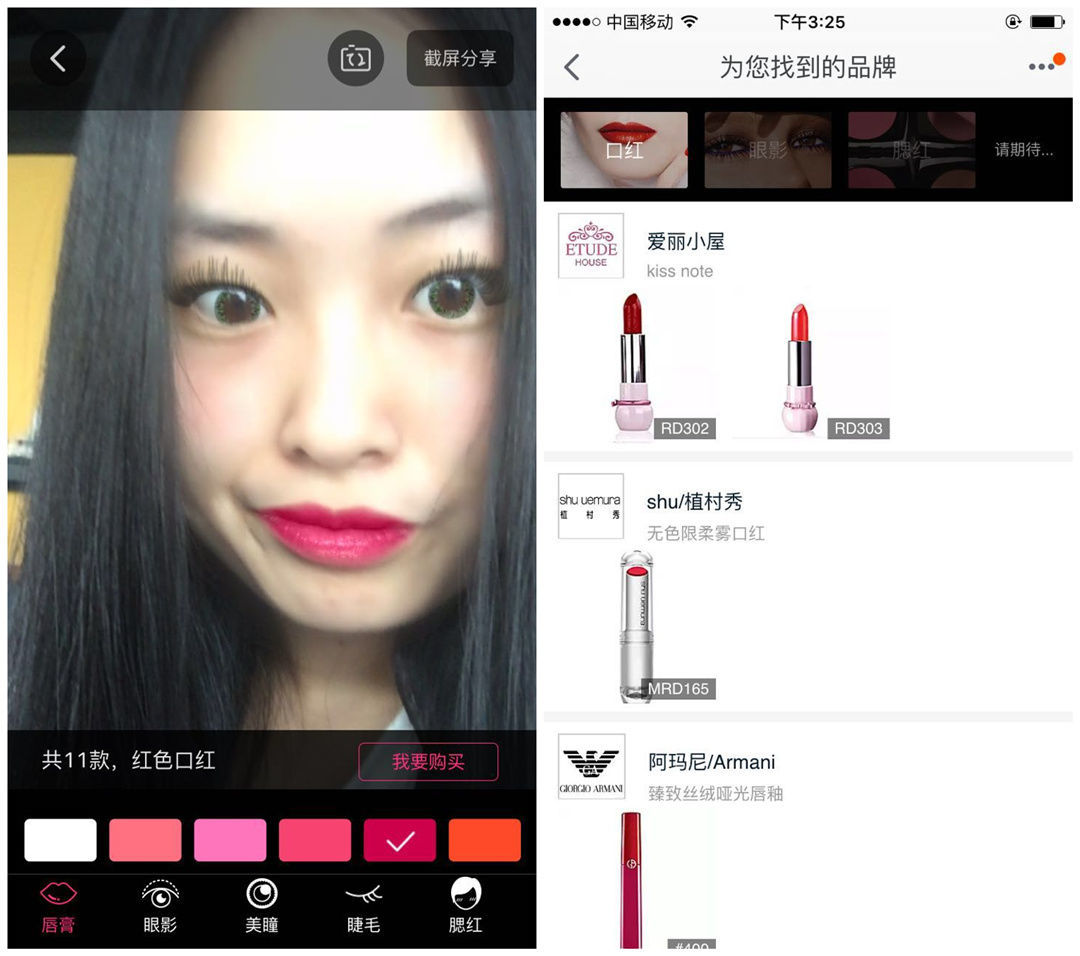 截屏分享
共11款，红色口红
我要购买
唇膏
眼影
美瞳
睫毛
腮红
中国移动
下午3:25
为您找到的品牌
口红
眼影
腮红
请期待...
ETUDE
HOUSE
爱丽小屋
kiss note
RD302
RD303
shu uemura
植村秀
shu/植村秀
无色限柔雾口红
shu uemura
MRD165
GIORGIO ARMANI
阿玛尼/Armani
臻致丝绒哑光唇釉
#400